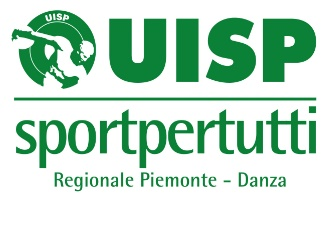 UISP
UISP
sportpertutti
Regionale Piemonte - Danza